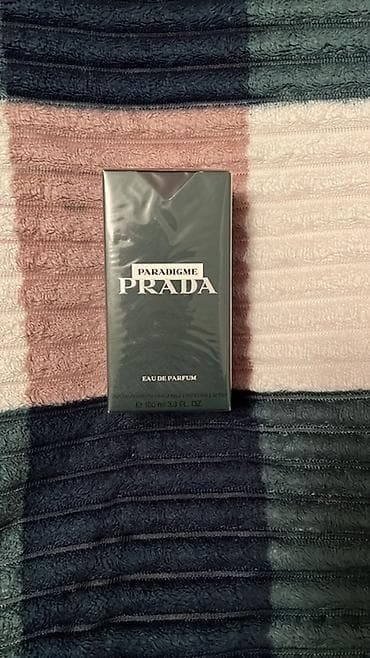 PARADIGME
PRADA
EAU DE PARFUM
℮ 100 ml 3.3 FL. OZ.